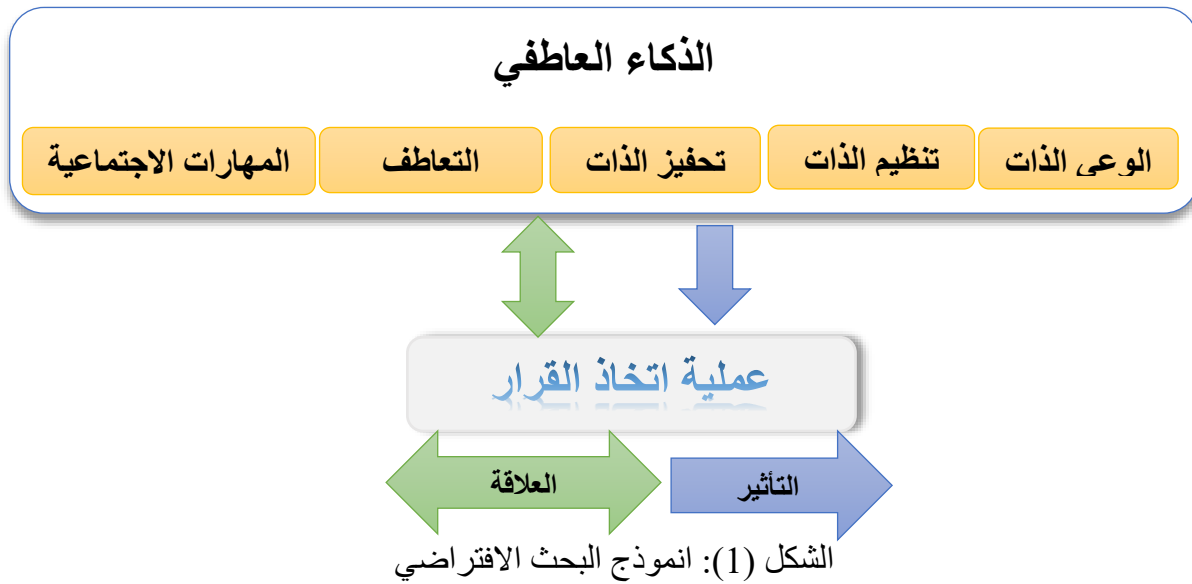 الذكاء العاطفي
الوعي الذات
تنظيم الذات
تحفيز الذات
التعاطف
المهارات الاجتماعية
عملية اتخاذ القرار
التأثير
العلاقة
الشكل (1): انموذج البحث الافتراضي